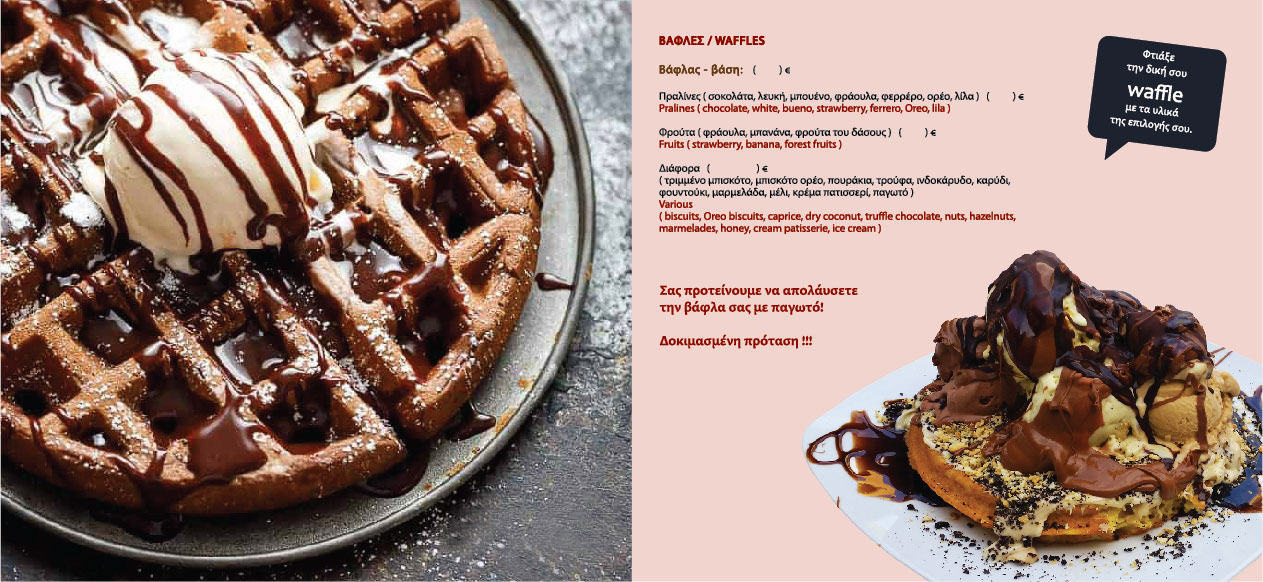 ΒΑΦΛΕΣ / WAFFLES
Βάφλας - βάση: ( ) €
Πραλίνες ( σοκολάτα, λευκή, μπουένο, φράουλα, φερρέρο, ορέο, λίλα ) ( ) €
Pralines ( chocolate, white, bueno, strawberry, ferrero, Oreo, lila )
Φρούτα ( φράουλα, μπανάνα, φρούτα του δάσους ) ( ) €
Fruits ( strawberry, banana, forest fruits )
Διάφορα ( ) €
( τριμμένο μπισκότο, μπισκότο ορέο, πουράκια, τρούφα, ινδοκάρυδο, καρύδι,
φουντούκι, μαρμελάδα, μέλι, κρέμα πατισσερί, παγωτό )
Various
( biscuits, Oreo biscuits, caprice, dry coconut, truffle chocolate, nuts, hazelnuts,
marmelades, honey, cream patisserie, ice cream )
Σας προτείνουμε να απολάυσετε
την βάφλα σας με παγωτό!
Δοκιμασμένη πρόταση !!!
Φτιάξε
την δική σου
waffle
με τα υλικά
της επιλογής σου.